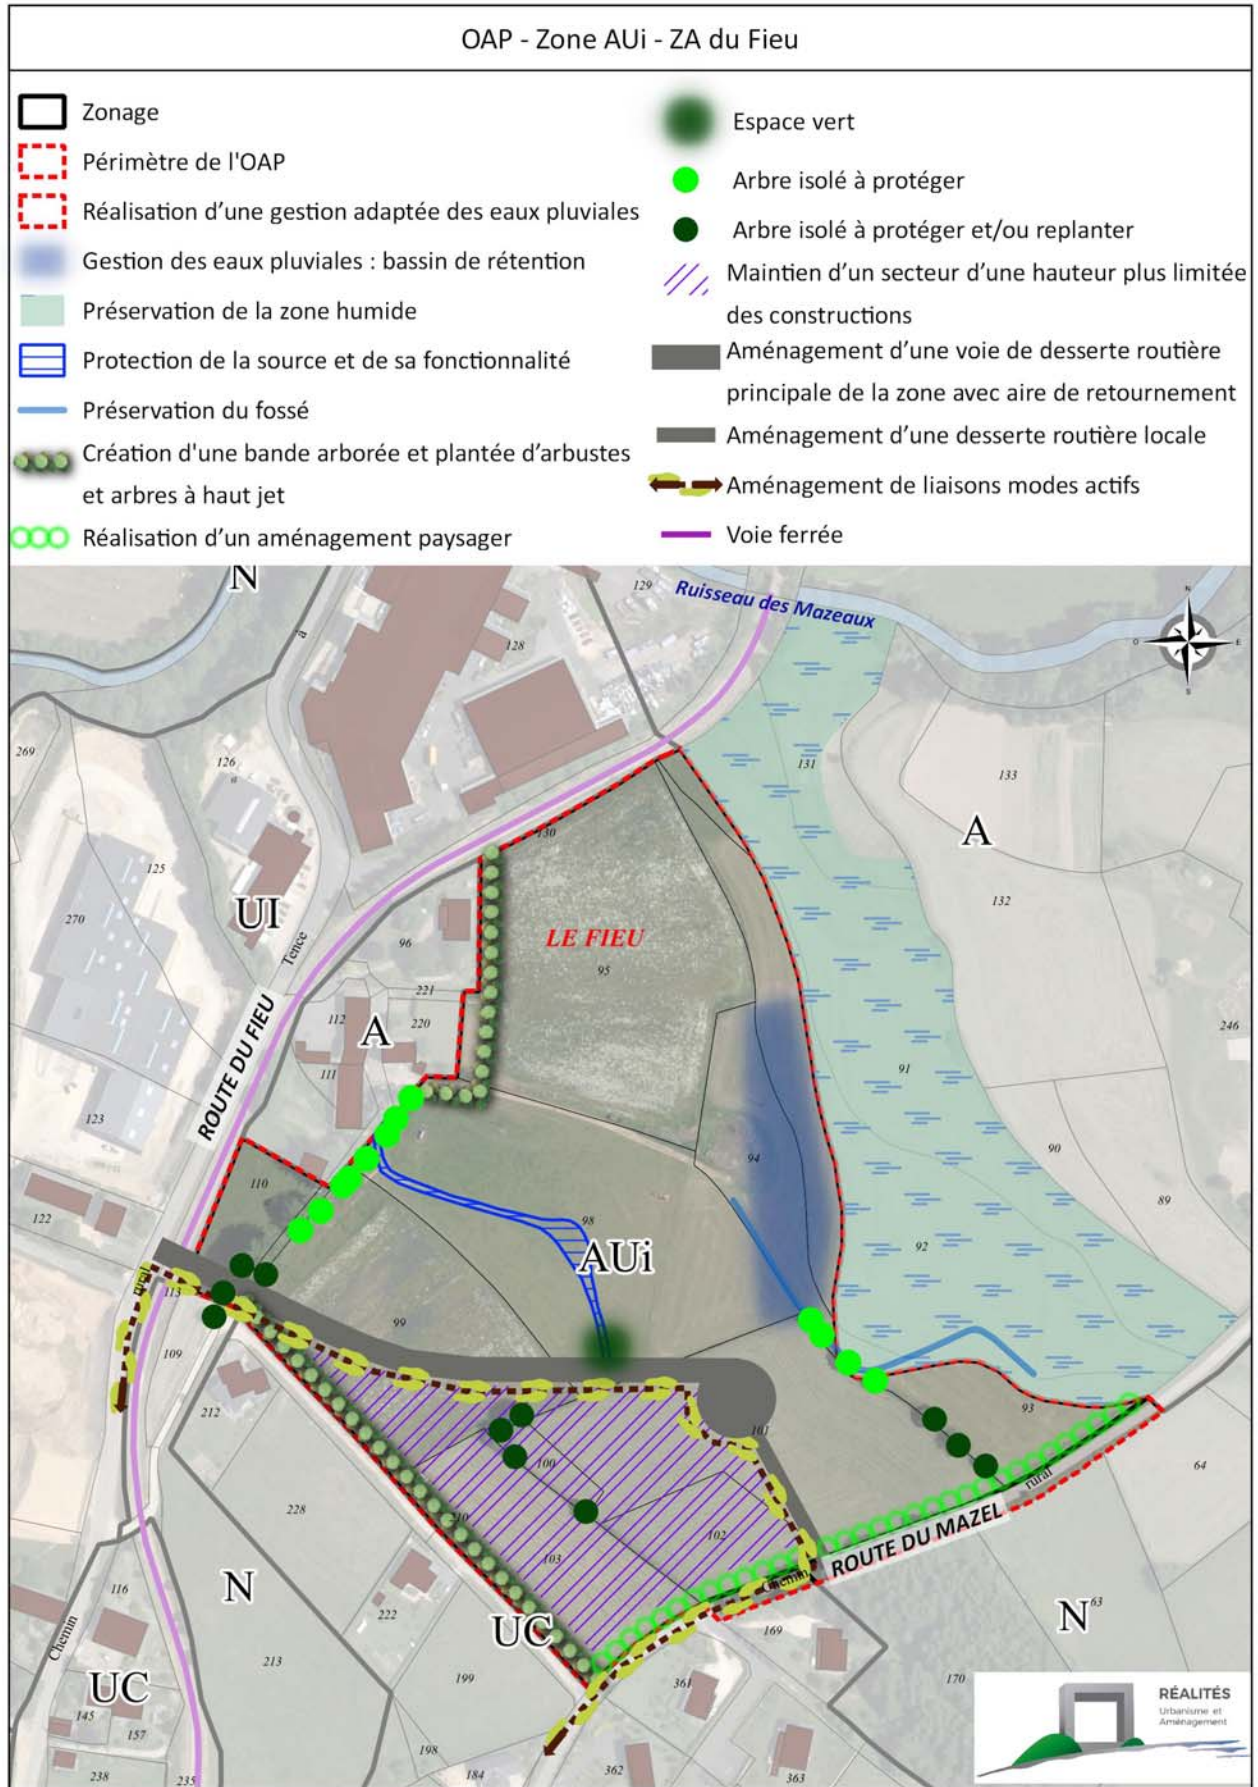 OAP - Zone AUi - ZA du Fieu
Zonage
Périmètre de l'OAP
Réalisation d’une gestion adaptée des eaux pluviales
Gestion des eaux pluviales : bassin de rétention
Préservation de la zone humide
Protection de la source et de sa fonctionnalité
Préservation du fossé
Création d'une bande arborée et plantée d’arbustes
et arbres à haut jet
Réalisation d’un aménagement paysager
Espace vert
Arbre isolé à protéger
Arbre isolé à protéger et/ou replanter
Maintien d’un secteur d’une hauteur plus limitée
des constructions
Aménagement d’une voie de desserte routière
principale de la zone avec aire de retournement
Aménagement d’une desserte routière locale
Aménagement de liaisons modes actifs
Voie ferrée
N
129
Ruisseau des Mazeaux
N
O
E
S
à
128
269
126
131
133
A
130
125
132
270
UI
96
LE FIEU
95
Tence
221
220
112
A
246
111
91
ROUTE DU FIEU
123
90
94
89
110
122
98
AUi
92
rural
113
99
109
93
212
101
64
100
rural
228
210
102
103
ROUTE DU MAZEL
Chemin
116
N
222
UC
169
N
63
Chemin
213
199
361
170
UC
145
157
198
184
362
363
238
235
RÉALITÉS
Urbanisme et
Aménagement